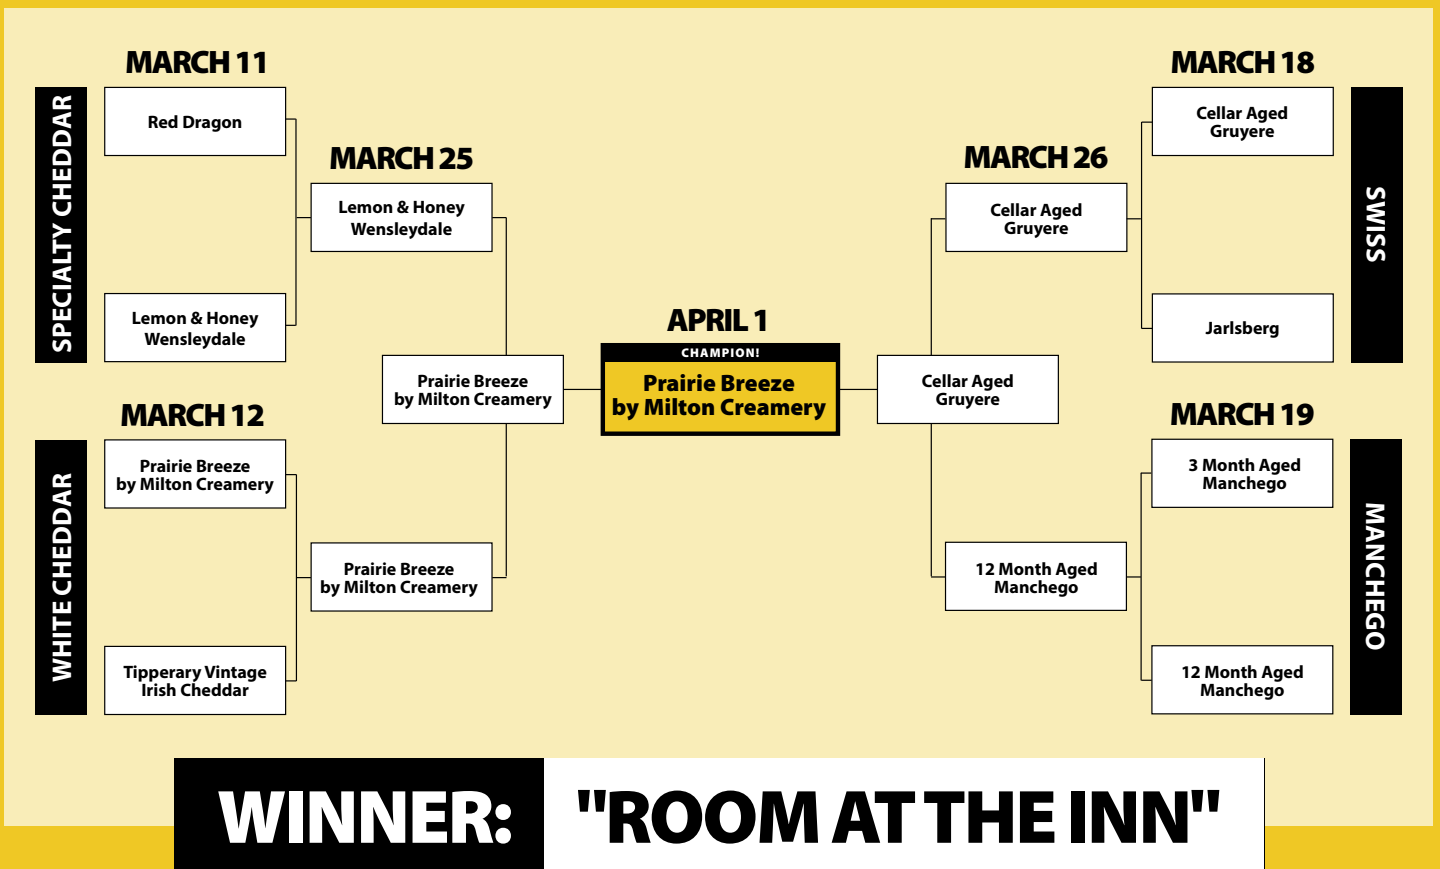 MARCH 11
SPECIALTY CHEDDAR
Red Dragon
Lemon & Honey
Wensleydale
MARCH 12
WHITE CHEDDAR
Prairie Breeze
by Milton Creamery
Tipperary Vintage
Irish Cheddar
MARCH 25
Lemon & Honey
Wensleydale
Prairie Breeze
by Milton Creamery
Prairie Breeze
by Milton Creamery
APRIL 1
CHAMPION!
Prairie Breeze
by Milton Creamery
Cellar Aged
Gruyere
MARCH 26
Cellar Aged
Gruyere
12 Month Aged
Manchego
MARCH 18
Cellar Aged
Gruyere
Jarlsberg
SWISS
MARCH 19
3 Month Aged
Manchego
12 Month Aged
Manchego
MANCHEGO
WINNER:
"ROOM AT THE INN"